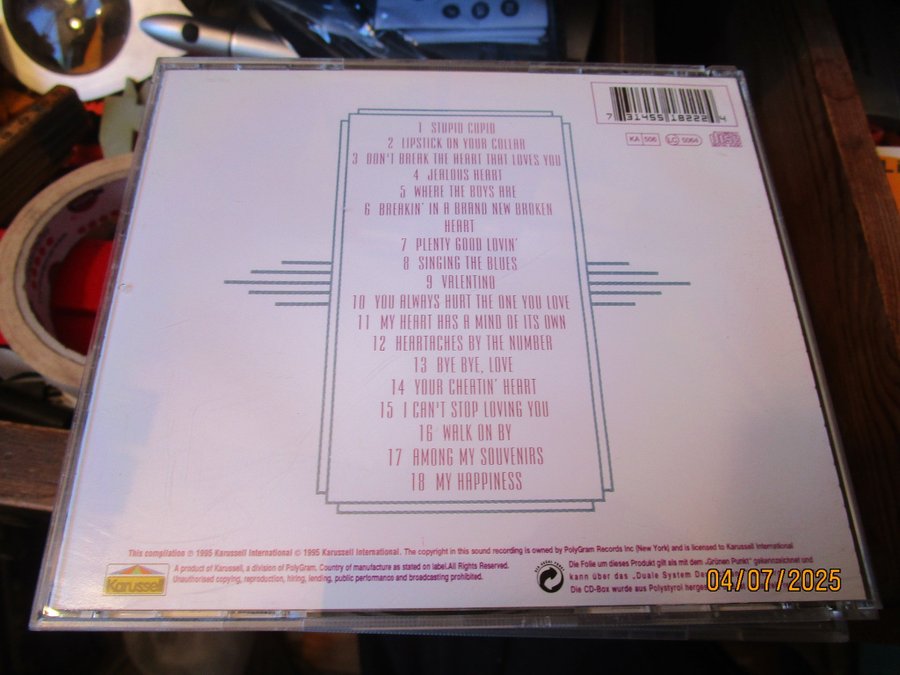 7 31455 18222 4
KA 506 LC 5064
1 STUPID CUPID
2 LIPSTICK ON YOUR COLLAR
3 DON'T BREAK THE HEART THAT LOVES YOU
4 JEALOUS HEART
5 WHERE THE BOYS ARE
6 BREAKIN' IN A BRAND NEW BROKEN
HEART
7 PLENTY GOOD LOVIN'
8 SINGING THE BLUES
9 VALENTINO
10 YOU ALWAYS HURT THE ONE YOU LOVE
11 MY HEART HAS A MIND OF ITS OWN
12 HEARTACHES BY THE NUMBER
13 BYE BYE, LOVE
14 YOUR CHEATIN' HEART
15 I CAN'T STOP LOVING YOU
16 WALK ON BY
17 AMONG MY SOUVENIRS
18 MY HAPPINESS
This compilation ℗ 1995 Karussell International © 1995 Karussell International. The copyright in this sound recording is owned by PolyGram Records Inc (New York) and is licensed to Karussell International
Karussell
A product of Karussell, a division of PolyGram. Country of manufacture as stated on label. All Rights Reserved.
Unauthorised copying, reproduction, hiring, lending, public performance and broadcasting prohibited.
Die Folie um dieses Produkt gilt als mit dem „Grünen Punkt" gekennzeichnet und
kann über das „Duale System
Die CD-Box wurde aus Polystyrol
04/07/2025